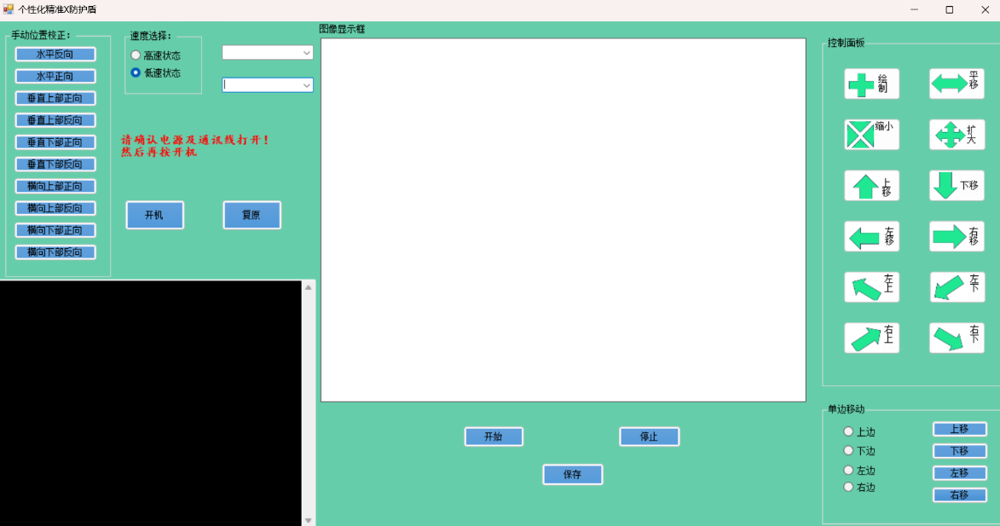 个性化精准X防护盾
手动位置校正:
水平反向
水平正向
垂直上部正向
垂直上部反向
垂直下部正向
垂直下部反向
横向上部正向
横向上部反向
横向下部正向
横向下部反向
速度选择:
高速状态
低速状态
请确认电源及通讯线打开!
然后再按开机
开机
复原
图像显示框
开始
停止
保存
控制面板
绘制
平移
缩小
扩大
上移
下移
左移
右移
左上
左下
右上
右下
单边移动
上边
下边
左边
右边
上移
下移
左移
右移